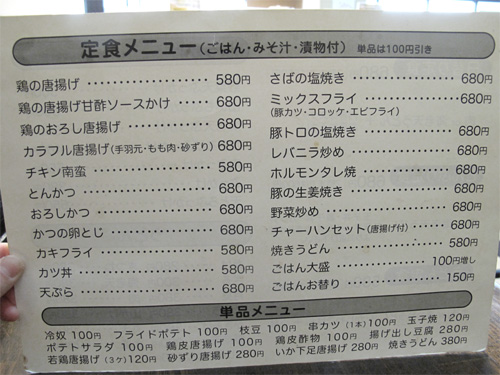 定食メニュー(ごはん・みそ汁・漬物付) 単品は100円引き
鶏の唐揚げ ・・・・・・・・・・・・・・ 580円
鶏の唐揚げ甘酢ソースかけ ・・・・・ 680円
鶏のおろし唐揚げ ・・・・・・・・・・ 680円
カラフル唐揚げ(手羽元・もも肉・砂ずり) 680円
チキン南蛮 ・・・・・・・・・・・・・・ 580円
とんかつ ・・・・・・・・・・・・・・・ 680円
おろしかつ ・・・・・・・・・・・・・・ 680円
かつの卵とじ ・・・・・・・・・・・・ 680円
カキフライ ・・・・・・・・・・・・・・ 580円
カツ丼 ・・・・・・・・・・・・・・・・ 580円
天ぷら ・・・・・・・・・・・・・・・・ 680円
さばの塩焼き ・・・・・・・・・・・・ 680円
ミックスフライ ・・・・・・・・・・・ 680円
(豚カツ・コロッケ・エビフライ)
豚トロの塩焼き ・・・・・・・・・・・ 680円
レバニラ炒め ・・・・・・・・・・・・ 680円
ホルモンタレ焼 ・・・・・・・・・・・ 680円
豚の生姜焼き ・・・・・・・・・・・・ 680円
野菜炒め ・・・・・・・・・・・・・・・ 680円
チャーハンセット(唐揚げ付) ・・・・ 680円
焼きうどん ・・・・・・・・・・・・・・ 580円
ごはん大盛 ・・・・・・・・・・・・・・ 100円増し
ごはんお替り ・・・・・・・・・・・・ 150円
単品メニュー
冷奴 100円 フライドポテト 100円 枝豆 100円 串カツ(1本)100円 玉子焼 120円
ポテトサラダ 100円 鶏皮唐揚げ 100円 鶏皮酢物 100円 揚げ出し豆腐 280円
若鶏唐揚げ(3ケ)120円 砂ずり唐揚げ 280円 いか下足唐揚げ 280円 焼きうどん 380円